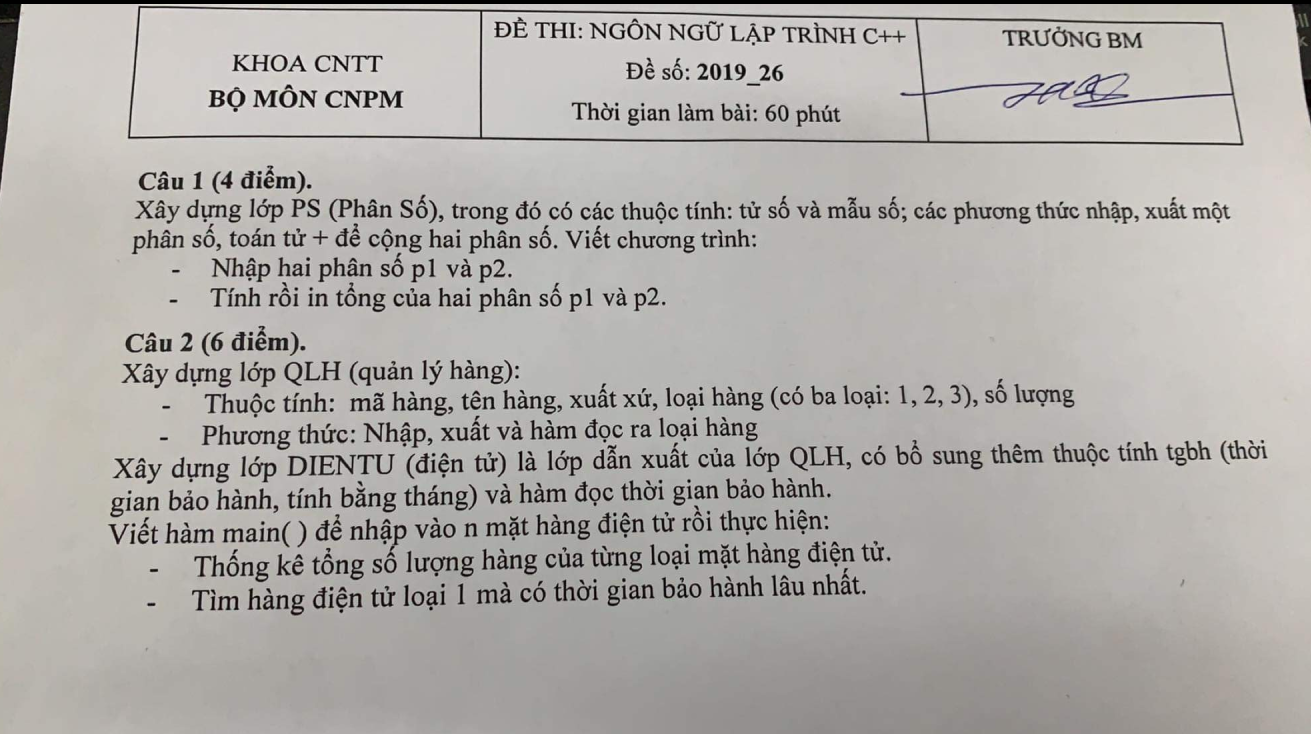 KHOA CNTT
BỘ MÔN CNPM
ĐỀ THI: NGÔN NGỮ LẬP TRÌNH C++
Đề số: 2019_26
Thời gian làm bài: 60 phút
TRƯỞNG BM
Câu 1 (4 điểm).
Xây dựng lớp PS (Phân Số), trong đó có các thuộc tính: tử số và mẫu số; các phương thức nhập, xuất một
phân số, toán tử + để cộng hai phân số. Viết chương trình:
- Nhập hai phân số p1 và p2.
- Tính rồi in tổng của hai phân số p1 và p2.
Câu 2 (6 điểm).
Xây dựng lớp QLH (quản lý hàng):
- Thuộc tính: mã hàng, tên hàng, xuất xứ, loại hàng (có ba loại: 1, 2, 3), số lượng
- Phương thức: Nhập, xuất và hàm đọc ra loại hàng
Xây dựng lớp DIENTU (điện tử) là lớp dẫn xuất của lớp QLH, có bổ sung thêm thuộc tính tgbh (thời
gian bảo hành, tính bằng tháng) và hàm đọc thời gian bảo hành.
Viết hàm main( ) để nhập vào n mặt hàng điện tử rồi thực hiện:
- Thống kê tổng số lượng hàng của từng loại mặt hàng điện tử.
- Tìm hàng điện tử loại 1 mà có thời gian bảo hành lâu nhất.